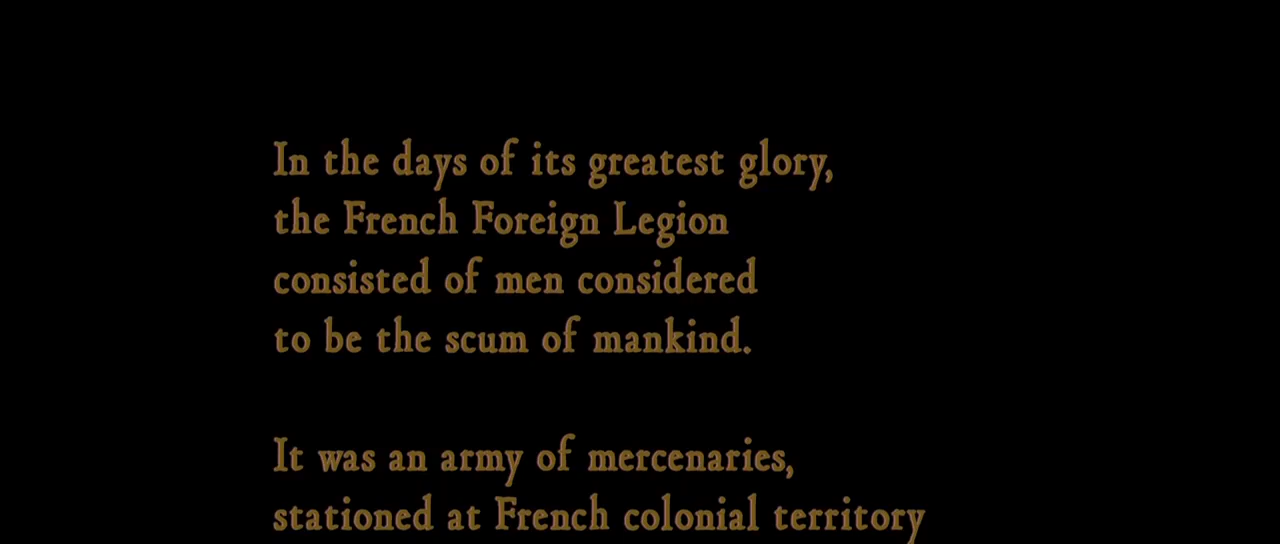 In the days of its greatest glory,
the French Foreign Legion
consisted of men considered
to be the scum of mankind.
It was an army of mercenaries,
stationed at French colonial territory